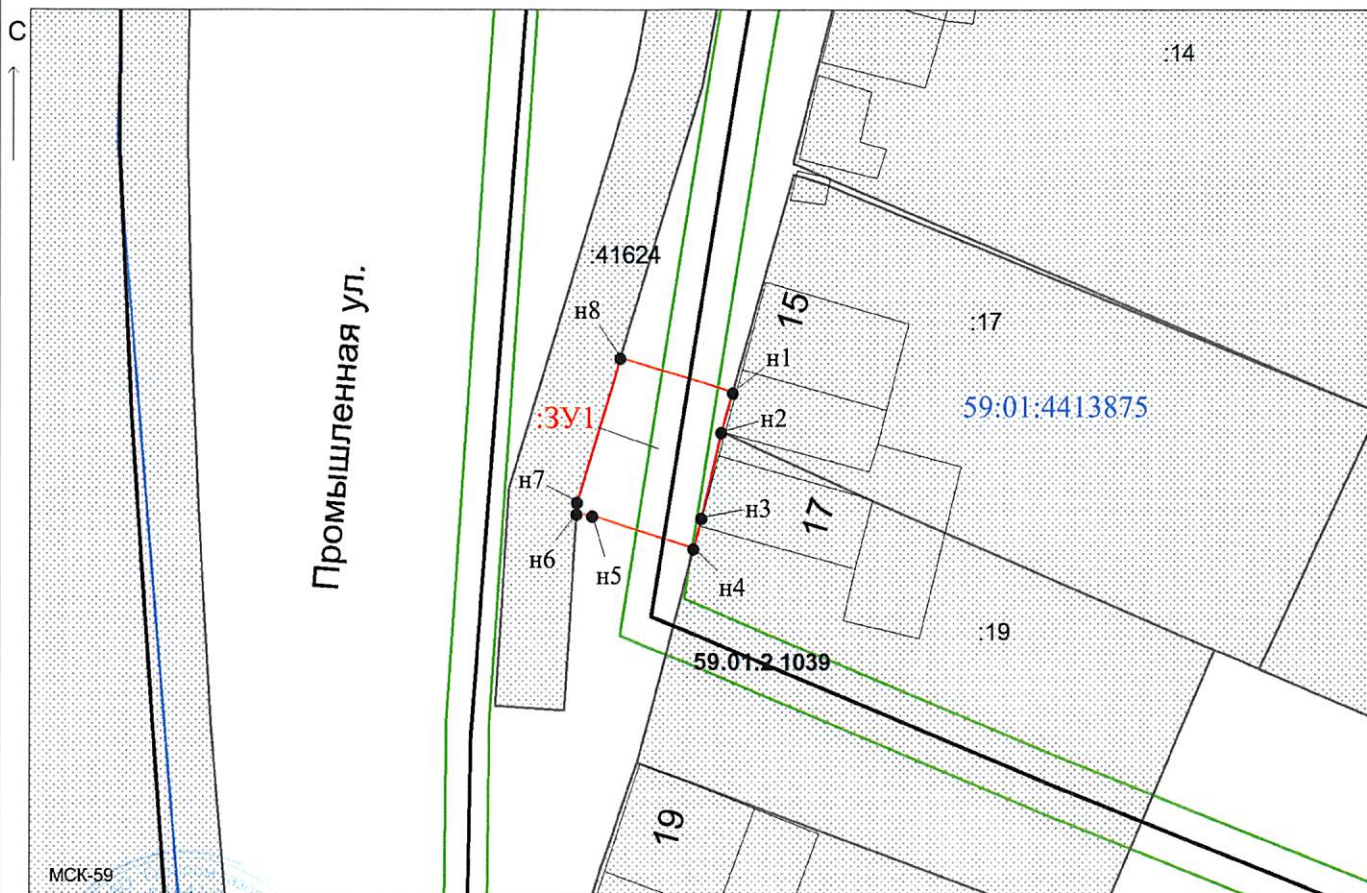 С
:14
:41624
Промышленная ул.
15
:17
н8
н1
59:01:4413875
:ЗУ1
н2
н7
17
н3
н6
н5
н4
:19
59.01.2.1039
19
МСК-59